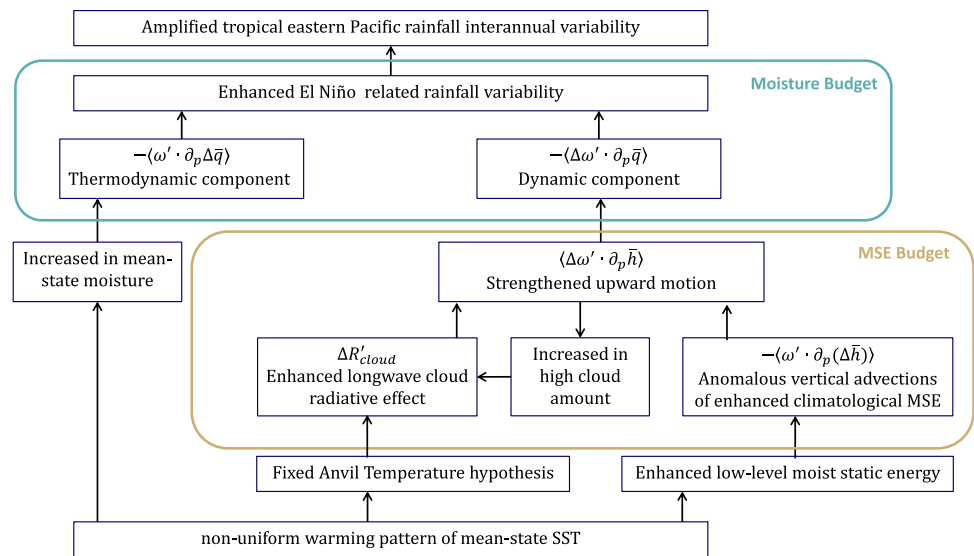 Amplified tropical eastern Pacific rainfall interannual variability
Moisture Budget
Enhanced El Niño related rainfall variability
−⟨ω′ · ∂ₚΔq̄⟩
Thermodynamic component
−⟨Δω′ · ∂ₚq̄⟩
Dynamic component
Increased in mean-
state moisture
MSE Budget
⟨Δω′ · ∂ₚh̄⟩
Strengthened upward motion
ΔR′cloud
Enhanced longwave cloud
radiative effect
Increased in
high cloud
amount
−⟨ω′ · ∂ₚ(Δh̄)⟩
Anomalous vertical advections
of enhanced climatological MSE
Fixed Anvil Temperature hypothesis
Enhanced low-level moist static energy
non-uniform warming pattern of mean-state SST